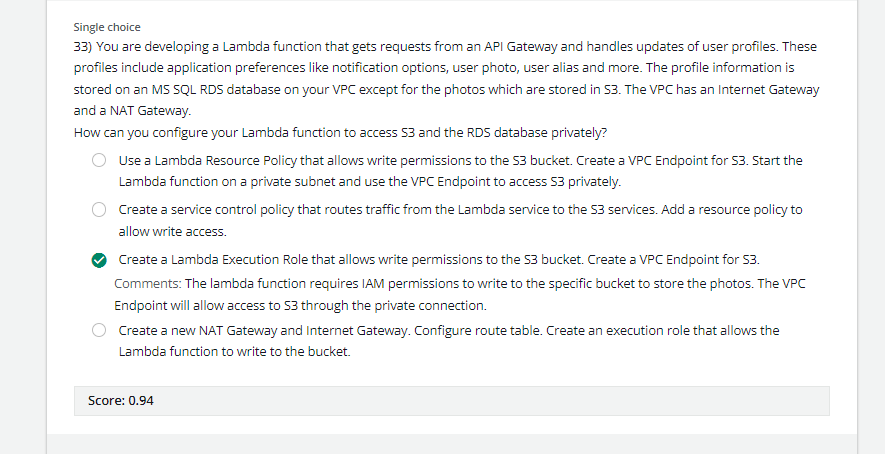 Single choice
33) You are developing a Lambda function that gets requests from an API Gateway and handles updates of user profiles. These
profiles include application preferences like notification options, user photo, user alias and more. The profile information is
stored on an MS SQL RDS database on your VPC except for the photos which are stored in S3. The VPC has an Internet Gateway
and a NAT Gateway.
How can you configure your Lambda function to access S3 and the RDS database privately?
Use a Lambda Resource Policy that allows write permissions to the S3 bucket. Create a VPC Endpoint for S3. Start the
Lambda function on a private subnet and use the VPC Endpoint to access S3 privately.
Create a service control policy that routes traffic from the Lambda service to the S3 services. Add a resource policy to
allow write access.
Create a Lambda Execution Role that allows write permissions to the S3 bucket. Create a VPC Endpoint for S3.
Comments: The lambda function requires IAM permissions to write to the specific bucket to store the photos. The VPC
Endpoint will allow access to S3 through the private connection.
Create a new NAT Gateway and Internet Gateway. Configure route table. Create an execution role that allows the
Lambda function to write to the bucket.
Score: 0.94